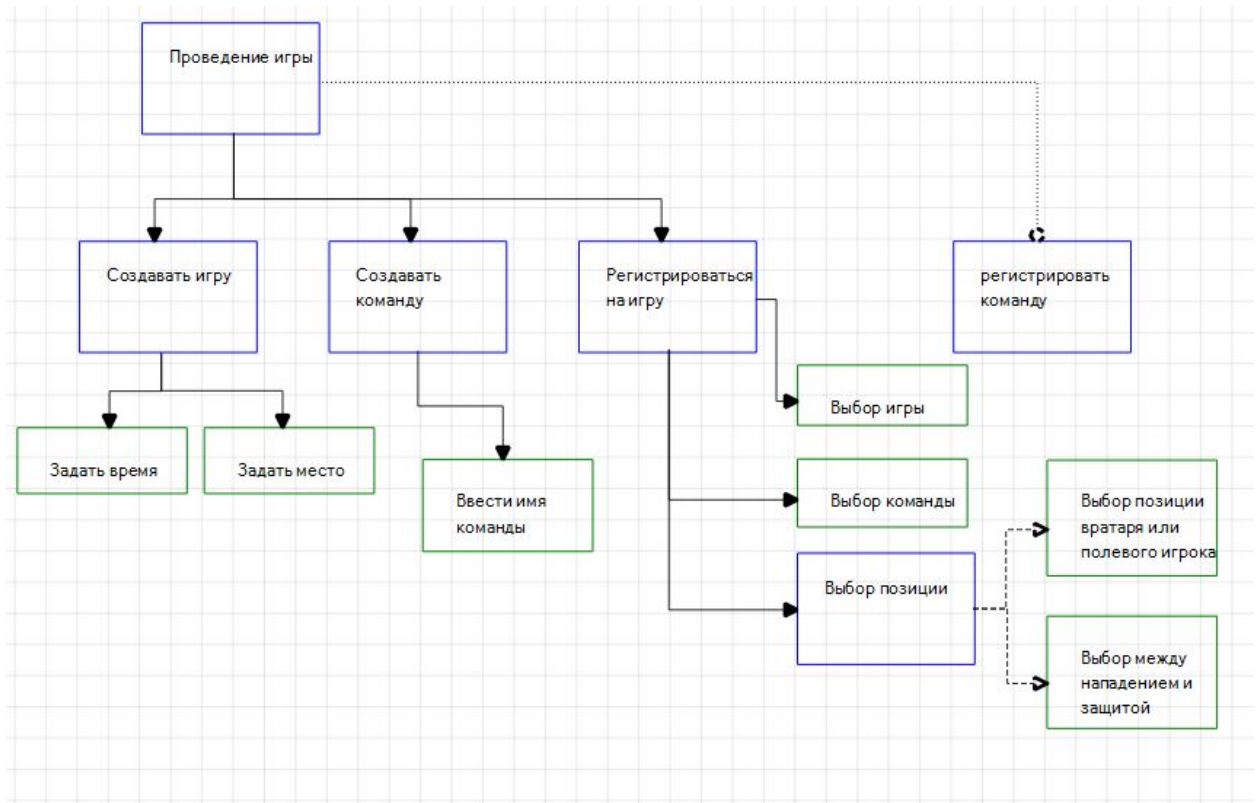 Проведение игры
Создавать игру
Создавать
команду
Регистрироваться
на игру
регистрировать
команду
Выбор игры
Задать время
Задать место
Ввести имя
команды
Выбор команды
Выбор позиции
вратаря или
полевого игрока
Выбор позиции
Выбор между
нападением и
защитой